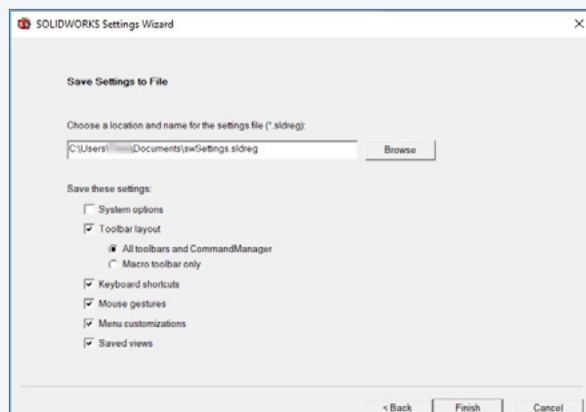 SOLIDWORKS Settings Wizard
Save Settings to File
Choose a location and name for the settings file (*.sldreg):
C:\Users\ \Documents\swSettings.sldreg Browse
Save these settings:
System options
Toolbar layout
All toolbars and CommandManager
Macro toolbar only
Keyboard shortcuts
Mouse gestures
Menu customizations
Saved views
< Back Finish Cancel